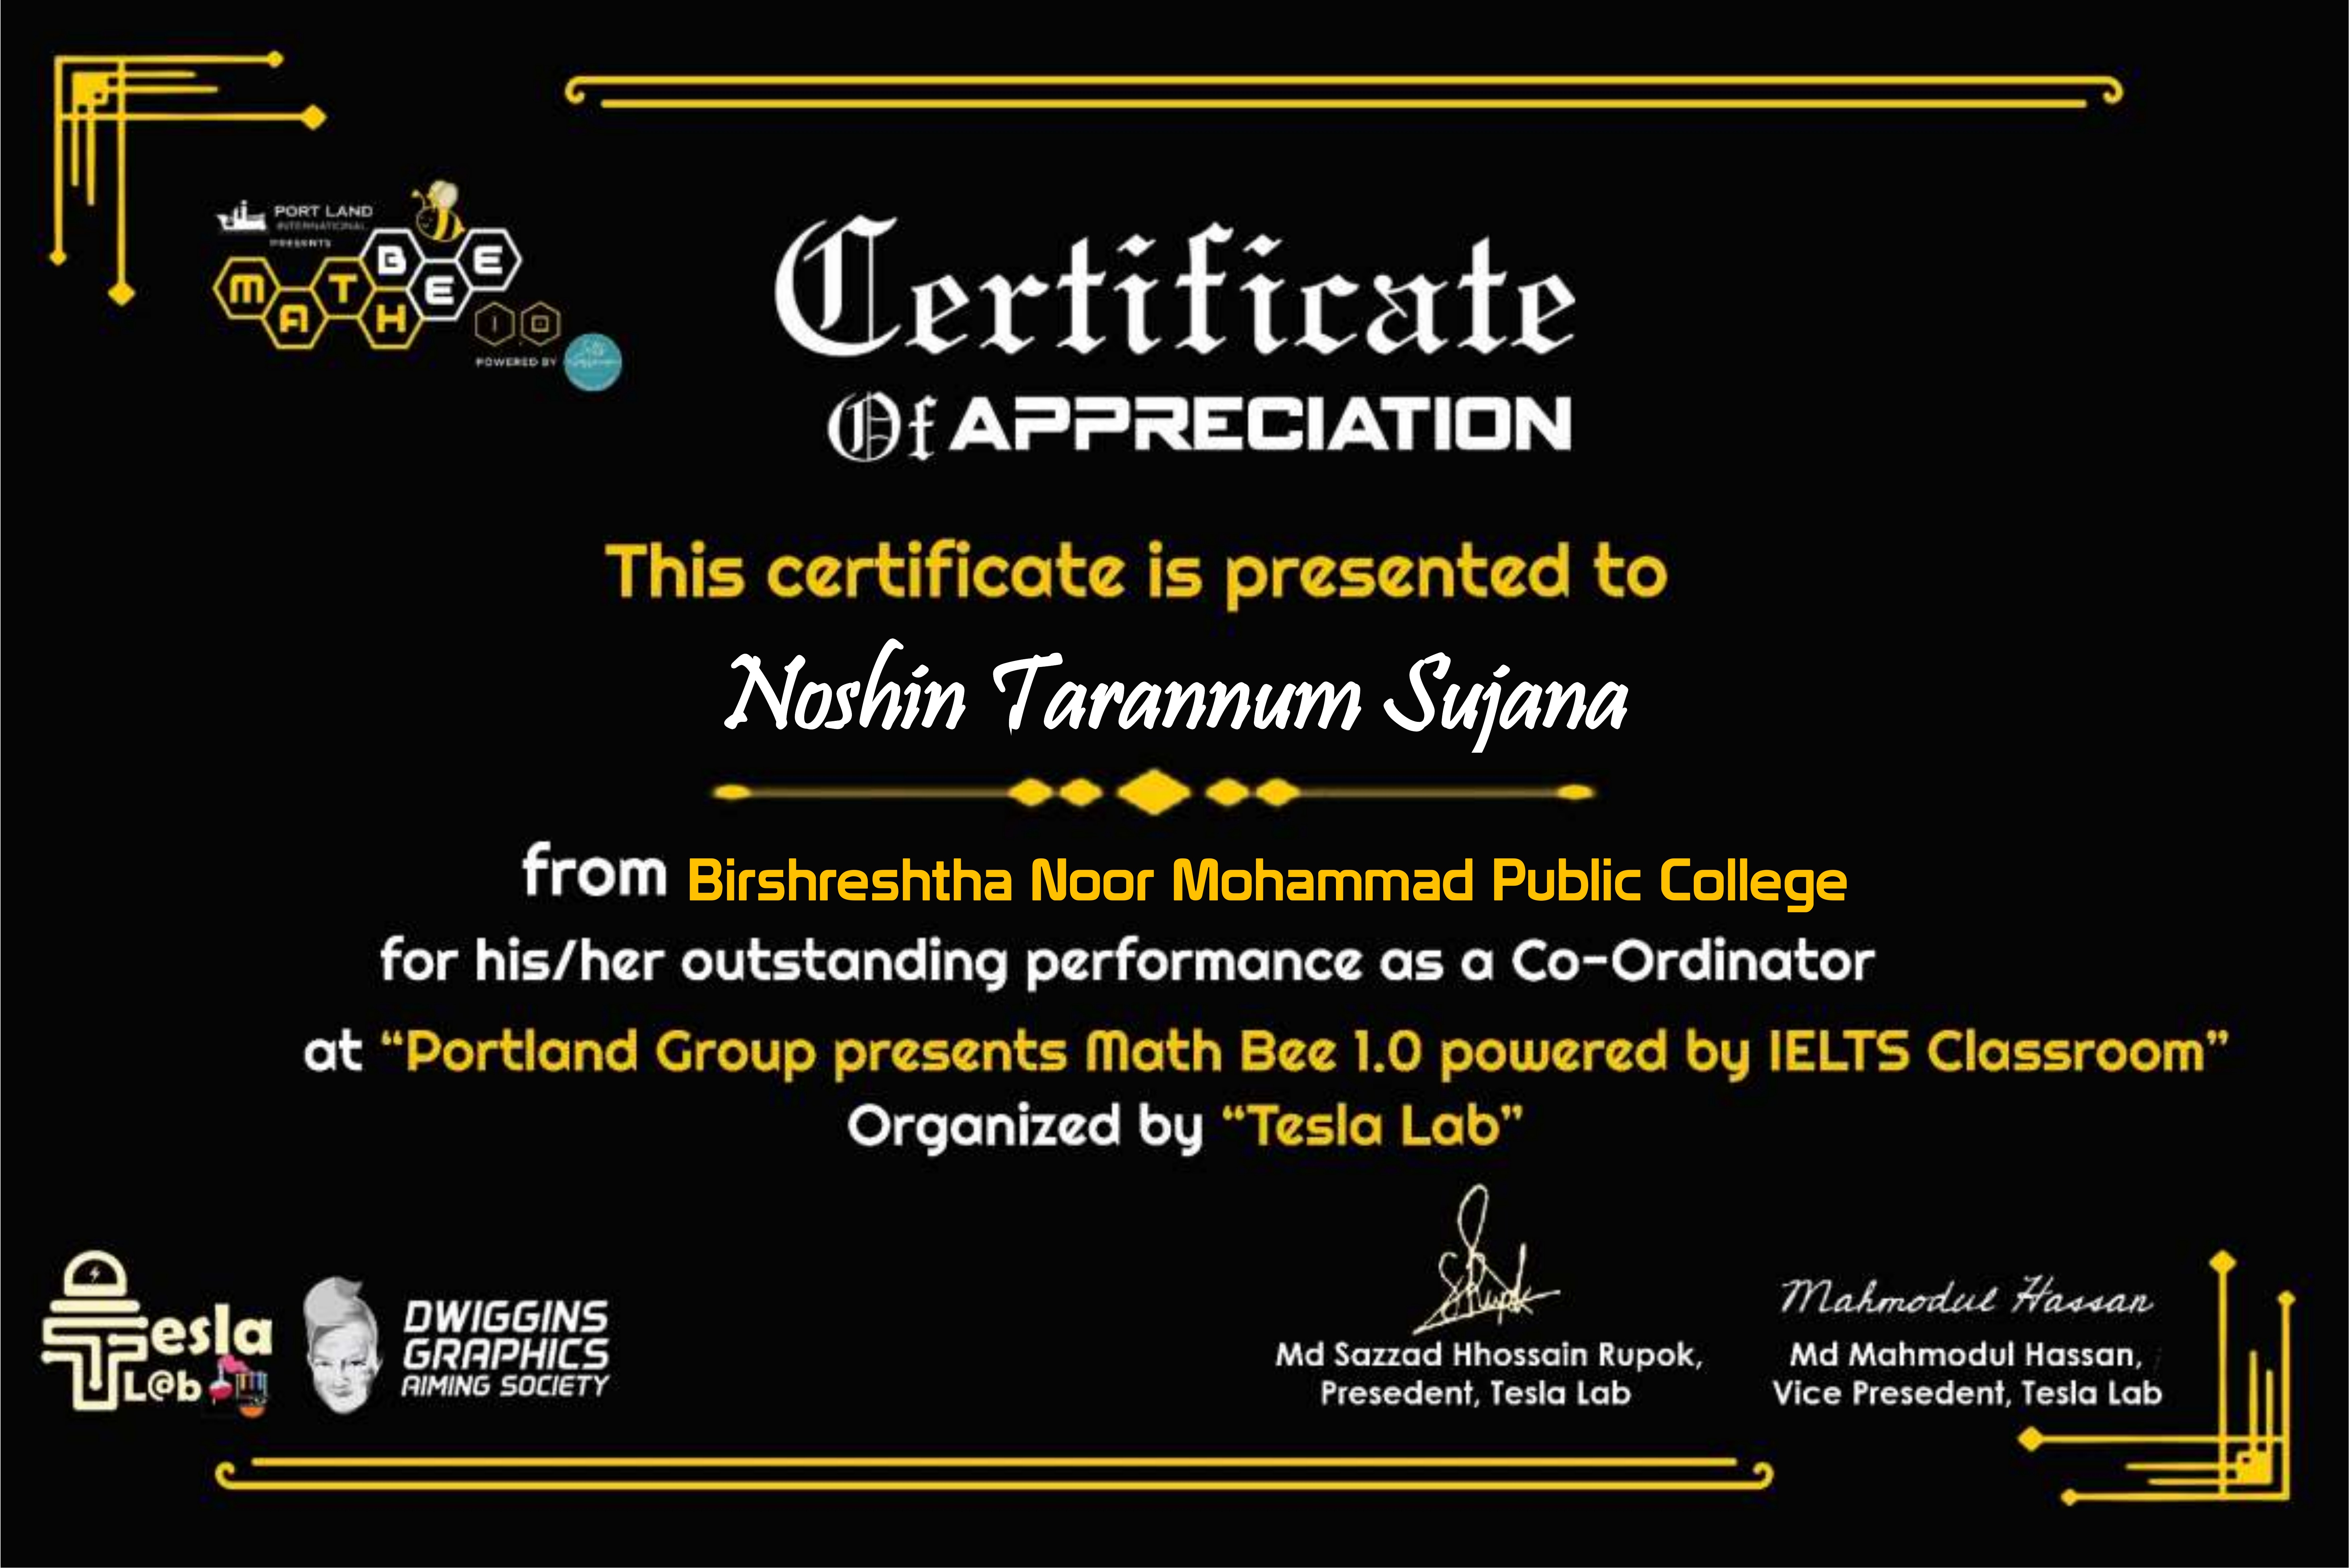 PORT LAND
INTERNATIONAL
PRESENTS
MATH BEE
1.0
POWERED BY
Certificate
Of APPRECIATION
This certificate is presented to
Noshin Tarannum Sujana
from Birshreshtha Noor Mohammad Public College
for his/her outstanding performance as a Co-Ordinator
at “Portland Group presents Math Bee 1.0 powered by IELTS Classroom”
Organized by “Tesla Lab”
Tesla
L@b
DWIGGINS
GRAPHICS
AIMING SOCIETY
Mahmodul Hassan
Md Sazzad Hhossain Rupok,
Presedent, Tesla Lab
Md Mahmodul Hassan,
Vice Presedent, Tesla Lab